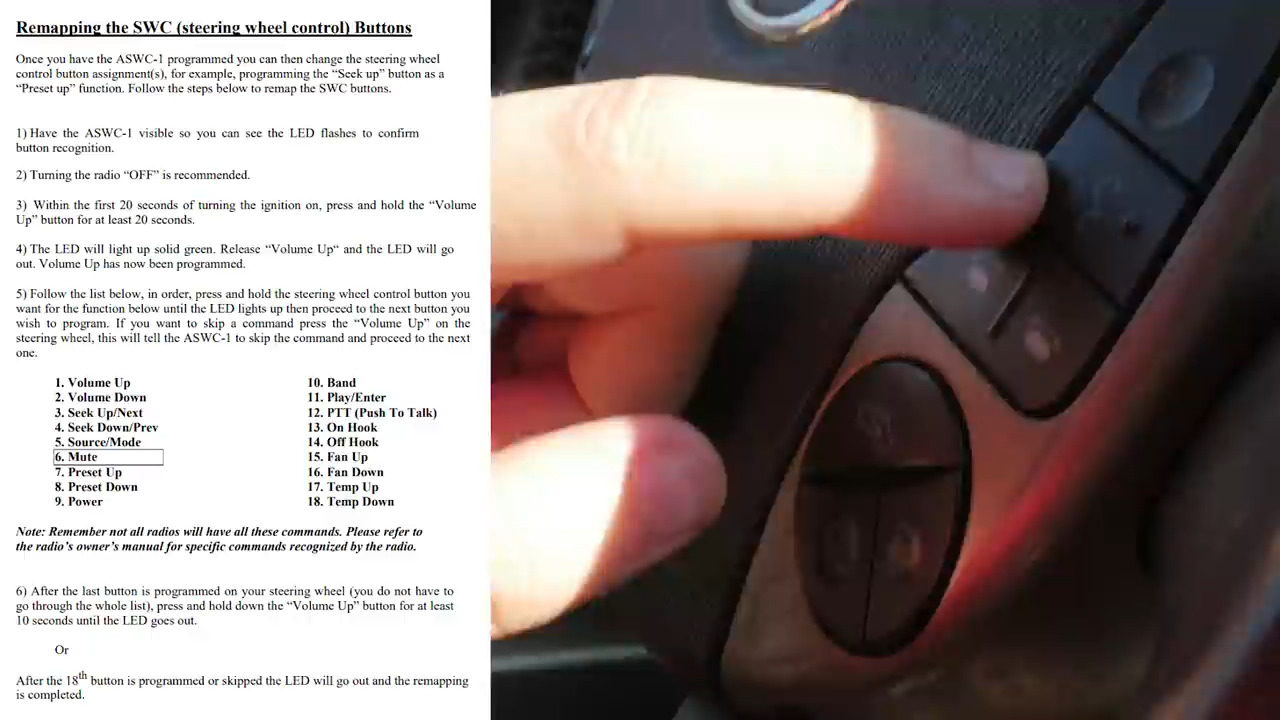 Remapping the SWC (steering wheel control) Buttons
Once you have the ASWC-1 programmed you can then change the steering wheel
control button assignment(s), for example, programming the “Seek up” button as a
“Preset up” function. Follow the steps below to remap the SWC buttons.
1) Have the ASWC-1 visible so you can see the LED flashes to confirm
button recognition.
2) Turning the radio “OFF” is recommended.
3) Within the first 20 seconds of turning the ignition on, press and hold the “Volume
Up” button for at least 20 seconds.
4) The LED will light up solid green. Release “Volume Up“ and the LED will go
out. Volume Up has now been programmed.
5) Follow the list below, in order, press and hold the steering wheel control button you
want for the function below until the LED lights up then proceed to the next button you
wish to program. If you want to skip a command press the “Volume Up” on the
steering wheel, this will tell the ASWC-1 to skip the command and proceed to the next
one.
1. Volume Up
2. Volume Down
3. Seek Up/Next
4. Seek Down/Prev
5. Source/Mode
6. Mute
7. Preset Up
8. Preset Down
9. Power
10. Band
11. Play/Enter
12. PTT (Push To Talk)
13. On Hook
14. Off Hook
15. Fan Up
16. Fan Down
17. Temp Up
18. Temp Down
Note: Remember not all radios will have all these commands. Please refer to
the radio’s owner’s manual for specific commands recognized by the radio.
6) After the last button is programmed on your steering wheel (you do not have to
go through the whole list), press and hold down the “Volume Up” button for at least
10 seconds until the LED goes out.
Or
After the 18th button is programmed or skipped the LED will go out and the remapping
is completed.